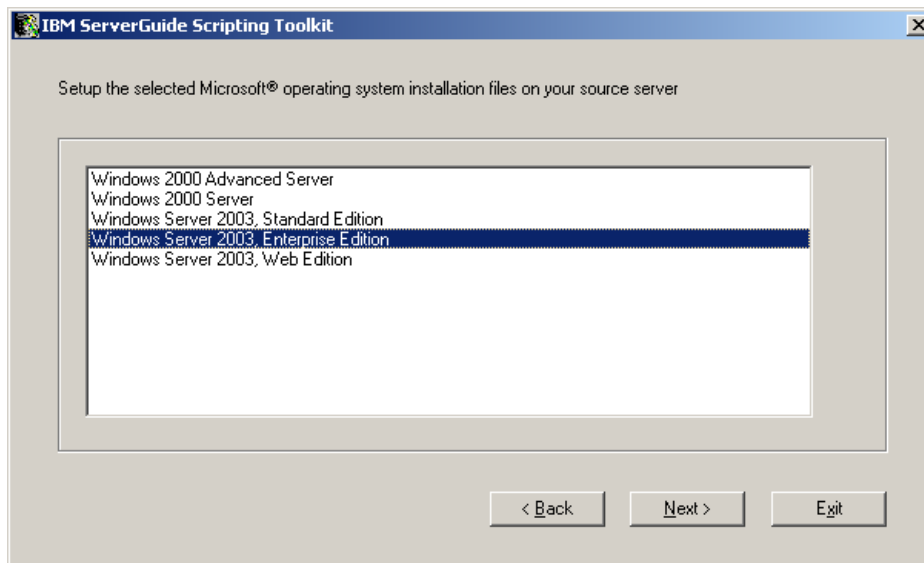 IBM ServerGuide Scripting Toolkit
Setup the selected Microsoft® operating system installation files on your source server
Windows 2000 Advanced Server
Windows 2000 Server
Windows Server 2003, Standard Edition
Windows Server 2003, Enterprise Edition
Windows Server 2003, Web Edition
< Back
Next >
Exit